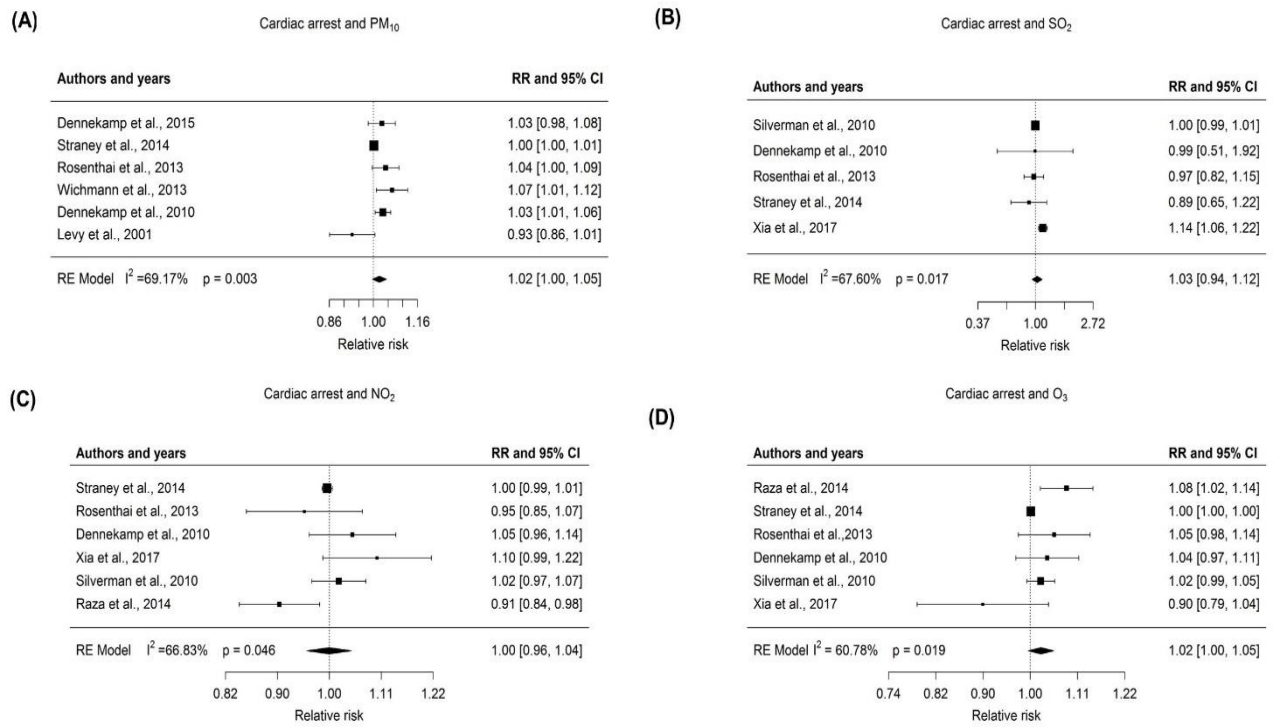 (A)
Cardiac arrest and PM₁₀
Authors and years RR and 95% CI
Dennekamp et al., 2015 1.03 [0.98, 1.08]
Straney et al., 2014 1.00 [1.00, 1.01]
Rosenthai et al., 2013 1.04 [1.00, 1.09]
Wichmann et al., 2013 1.07 [1.01, 1.12]
Dennekamp et al., 2010 1.03 [1.01, 1.06]
Levy et al., 2001 0.93 [0.86, 1.01]
RE Model I² =69.17% p = 0.003 1.02 [1.00, 1.05]
0.86 1.00 1.16
Relative risk
(B)
Cardiac arrest and SO₂
Authors and years RR and 95% CI
Silverman et al., 2010 1.00 [0.99, 1.01]
Dennekamp et al., 2010 0.99 [0.51, 1.92]
Rosenthai et al., 2013 0.97 [0.82, 1.15]
Straney et al., 2014 0.89 [0.65, 1.22]
Xia et al., 2017 1.14 [1.06, 1.22]
RE Model I² =67.60% p = 0.017 1.03 [0.94, 1.12]
0.37 1.00 2.72
Relative risk
(C)
Cardiac arrest and NO₂
Authors and years RR and 95% CI
Straney et al., 2014 1.00 [0.99, 1.01]
Rosenthai et al., 2013 0.95 [0.85, 1.07]
Dennekamp et al., 2010 1.05 [0.96, 1.14]
Xia et al., 2017 1.10 [0.99, 1.22]
Silverman et al., 2010 1.02 [0.97, 1.07]
Raza et al., 2014 0.91 [0.84, 0.98]
RE Model I² =66.83% p = 0.046 1.00 [0.96, 1.04]
0.82 0.90 1.00 1.11 1.22
Relative risk
(D)
Cardiac arrest and O₃
Authors and years RR and 95% CI
Raza et al., 2014 1.08 [1.02, 1.14]
Straney et al., 2014 1.00 [1.00, 1.00]
Rosenthai et al.,2013 1.05 [0.98, 1.14]
Dennekamp et al., 2010 1.04 [0.97, 1.11]
Silverman et al., 2010 1.02 [0.99, 1.05]
Xia et al., 2017 0.90 [0.79, 1.04]
RE Model I² = 60.78% p = 0.019 1.02 [1.00, 1.05]
0.74 0.82 0.90 1.00 1.11 1.22
Relative risk